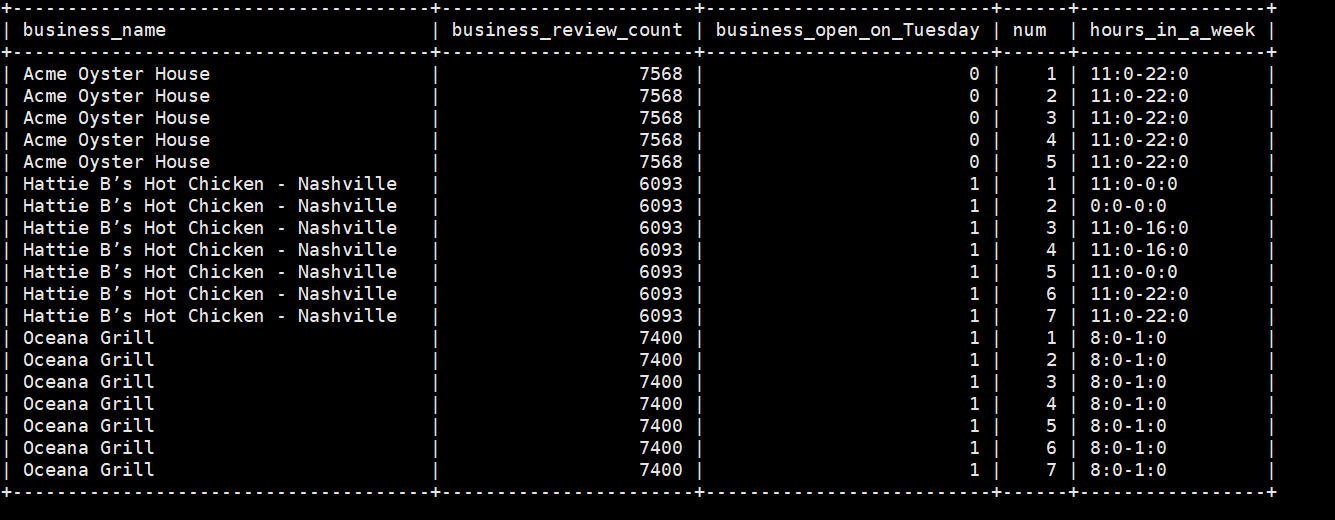 +--------------------------------------+-----------------------+--------------------------+------+-----------------+
| business_name | business_review_count | business_open_on_Tuesday | num | hours_in_a_week |
+--------------------------------------+-----------------------+--------------------------+------+-----------------+
| Acme Oyster House | 7568 | 0 | 1 | 11:0-22:0 |
| Acme Oyster House | 7568 | 0 | 2 | 11:0-22:0 |
| Acme Oyster House | 7568 | 0 | 3 | 11:0-22:0 |
| Acme Oyster House | 7568 | 0 | 4 | 11:0-22:0 |
| Acme Oyster House | 7568 | 0 | 5 | 11:0-22:0 |
| Hattie B’s Hot Chicken - Nashville | 6093 | 1 | 1 | 11:0-0:0 |
| Hattie B’s Hot Chicken - Nashville | 6093 | 1 | 2 | 0:0-0:0 |
| Hattie B’s Hot Chicken - Nashville | 6093 | 1 | 3 | 11:0-16:0 |
| Hattie B’s Hot Chicken - Nashville | 6093 | 1 | 4 | 11:0-16:0 |
| Hattie B’s Hot Chicken - Nashville | 6093 | 1 | 5 | 11:0-0:0 |
| Hattie B’s Hot Chicken - Nashville | 6093 | 1 | 6 | 11:0-22:0 |
| Hattie B’s Hot Chicken - Nashville | 6093 | 1 | 7 | 11:0-22:0 |
| Oceana Grill | 7400 | 1 | 1 | 8:0-1:0 |
| Oceana Grill | 7400 | 1 | 2 | 8:0-1:0 |
| Oceana Grill | 7400 | 1 | 3 | 8:0-1:0 |
| Oceana Grill | 7400 | 1 | 4 | 8:0-1:0 |
| Oceana Grill | 7400 | 1 | 5 | 8:0-1:0 |
| Oceana Grill | 7400 | 1 | 6 | 8:0-1:0 |
| Oceana Grill | 7400 | 1 | 7 | 8:0-1:0 |
+--------------------------------------+-----------------------+--------------------------+------+-----------------+